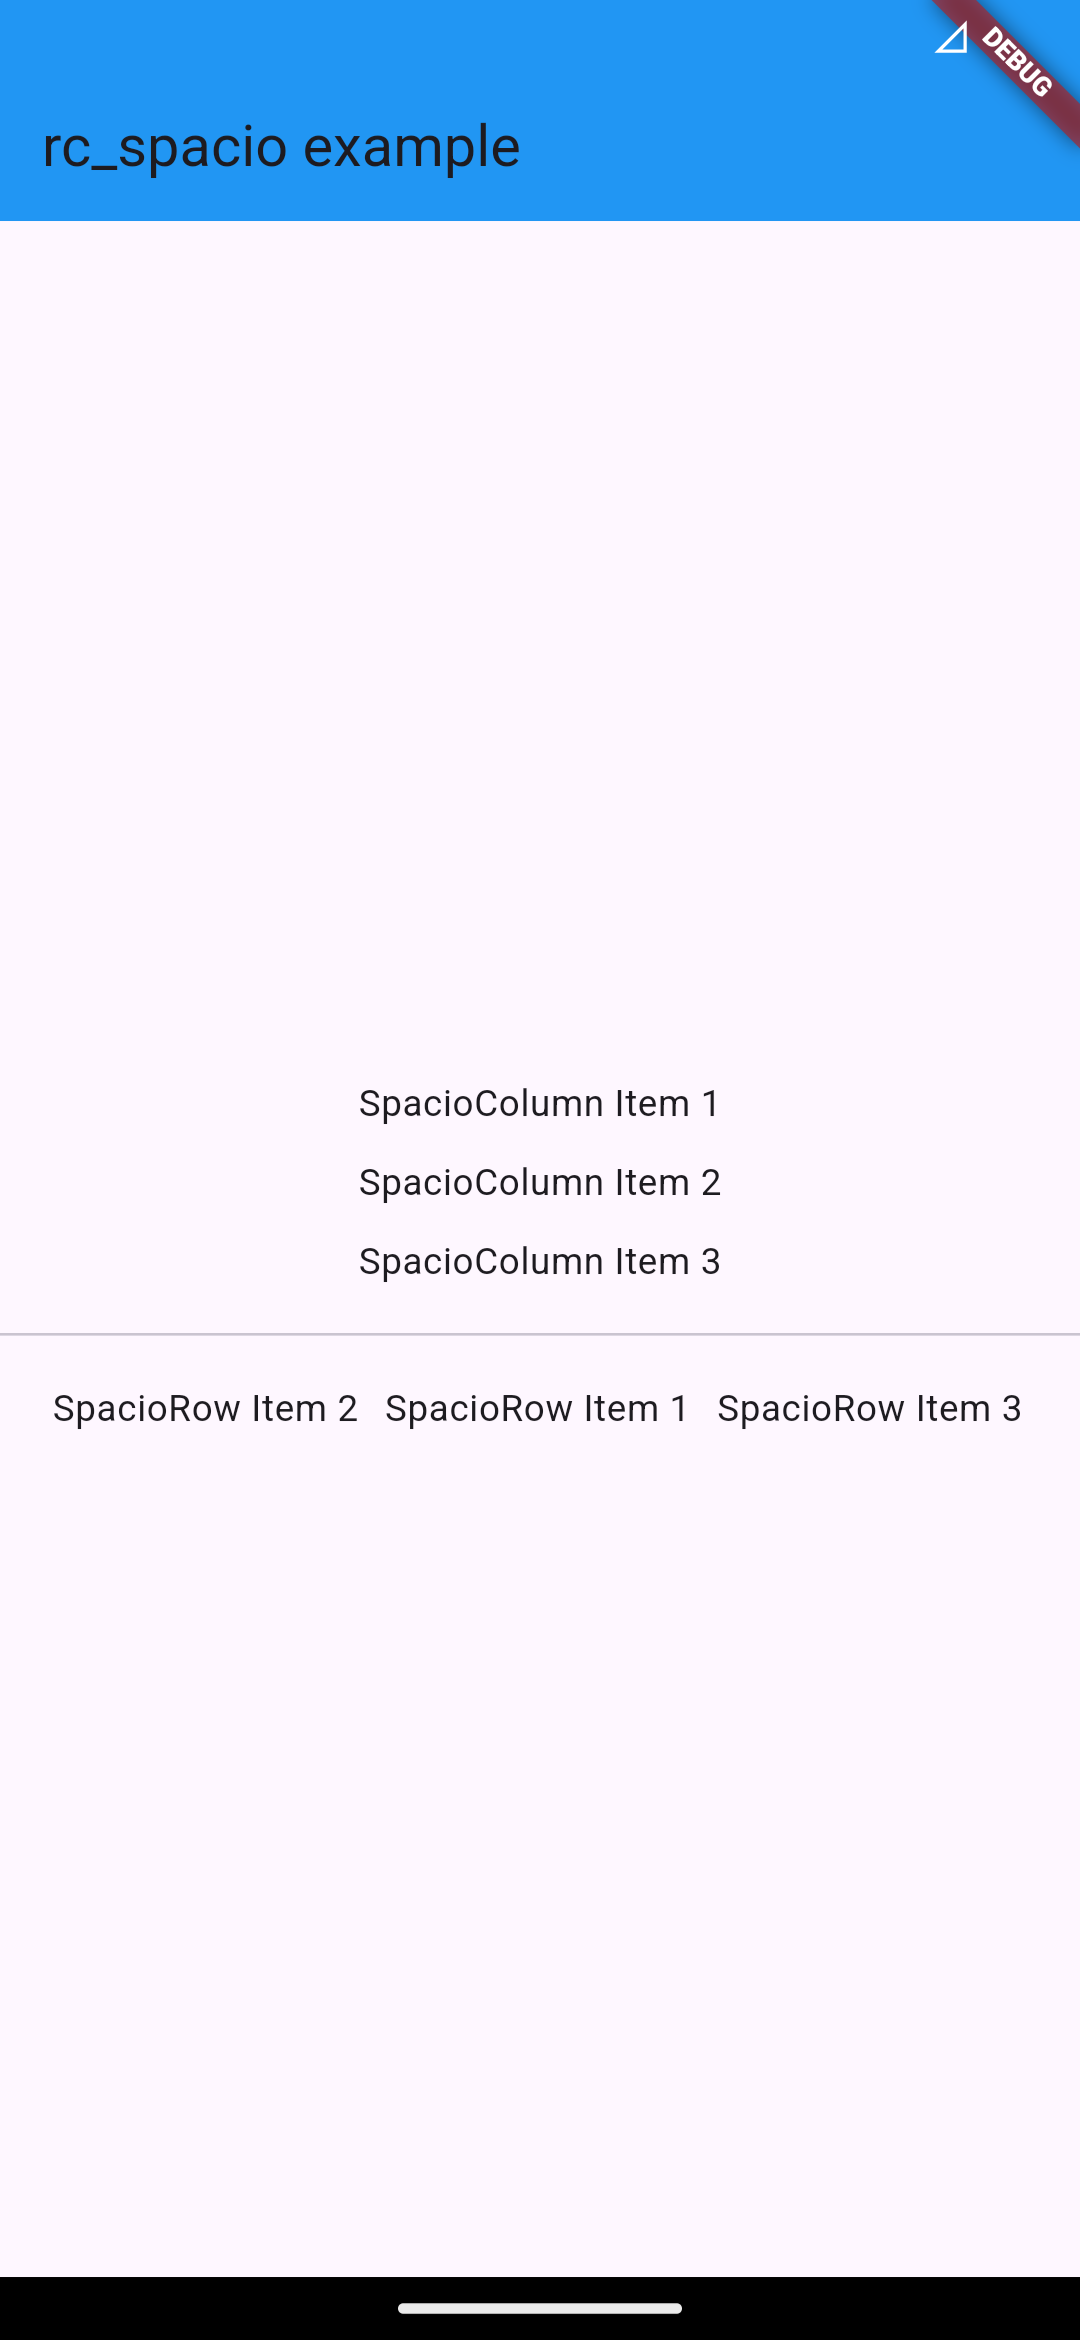 DEBUG
rc_spacio example
SpacioColumn Item 1
SpacioColumn Item 2
SpacioColumn Item 3
SpacioRow Item 2 SpacioRow Item 1 SpacioRow Item 3